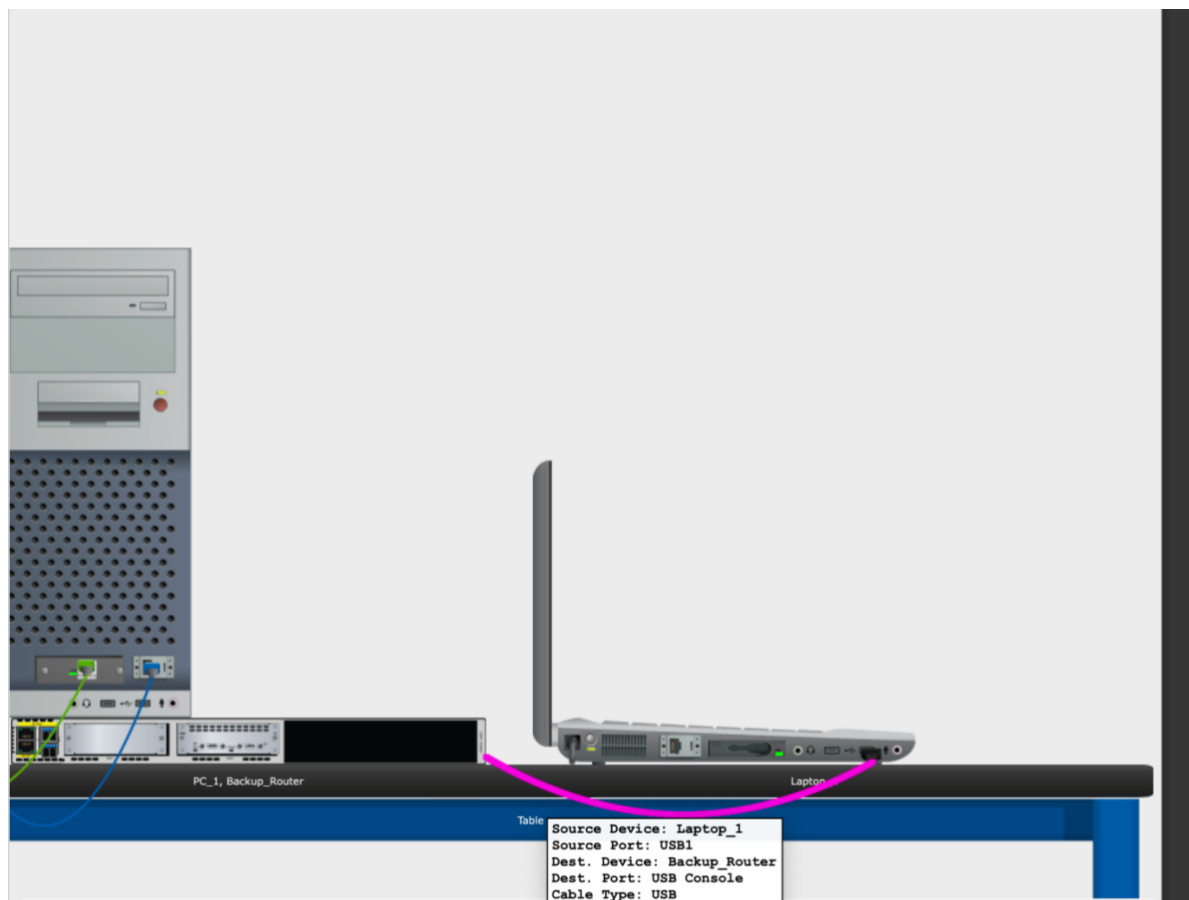 PC_1, Backup_Router
Laptop
Table
Source Device: Laptop_1
Source Port: USB1
Dest. Device: Backup_Router
Dest. Port: USB Console
Cable Type: USB